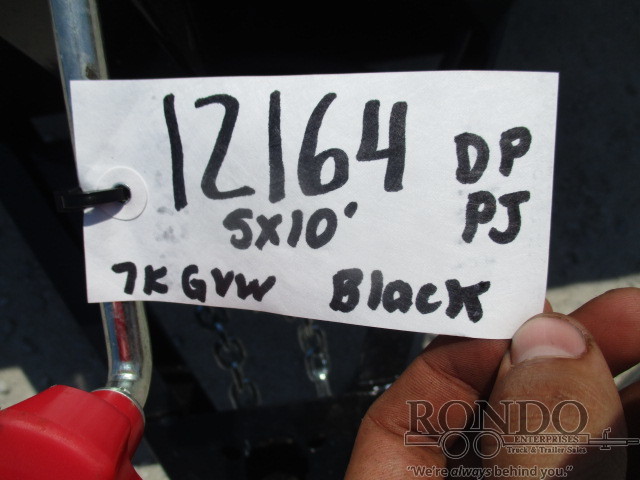 12164 DP
5X10' PJ
7K GVW Black
RONDO
ENTERPRISES
Truck & Trailer Sales
"We're always behind you."